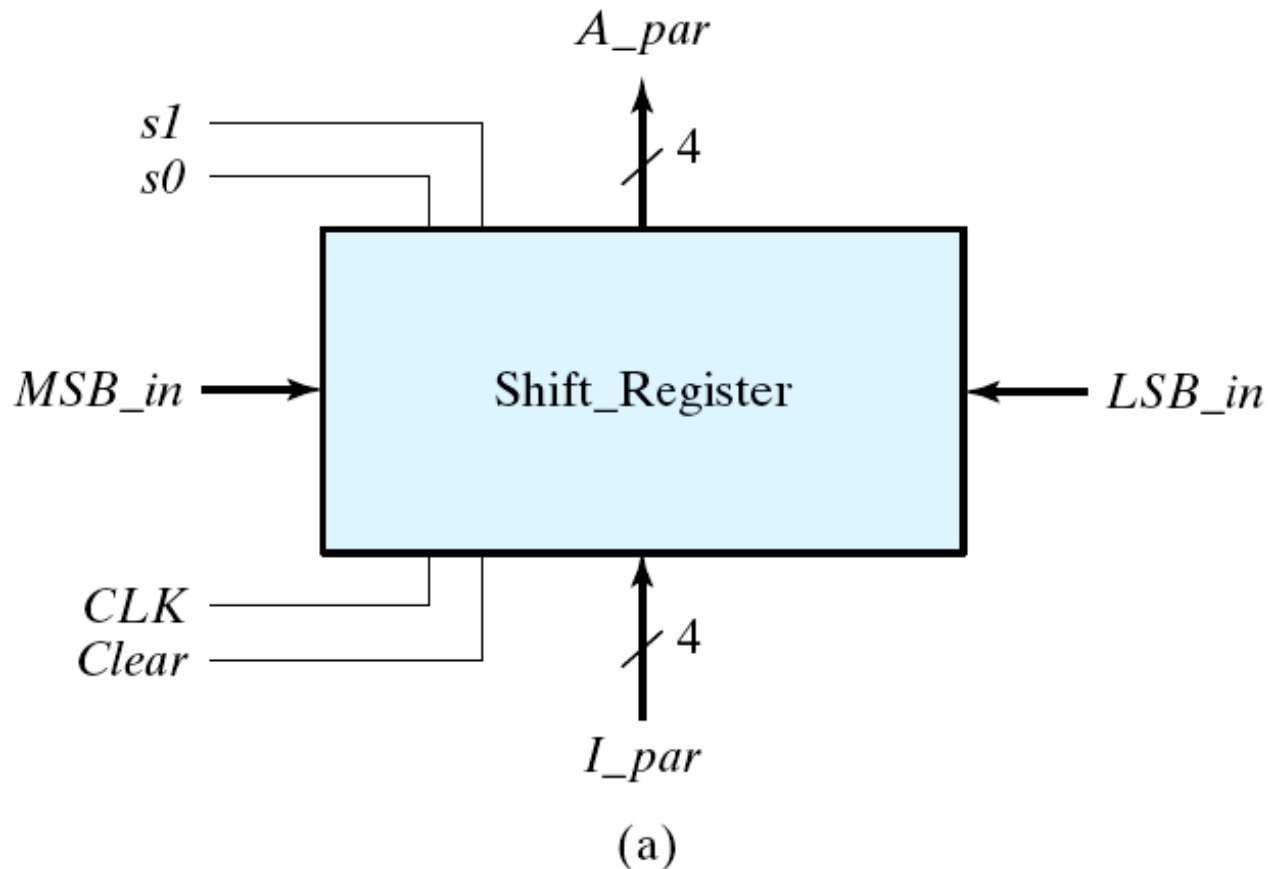 A_par
s1
s0
4
MSB_in
Shift_Register
LSB_in
CLK
Clear
4
I_par
(a)